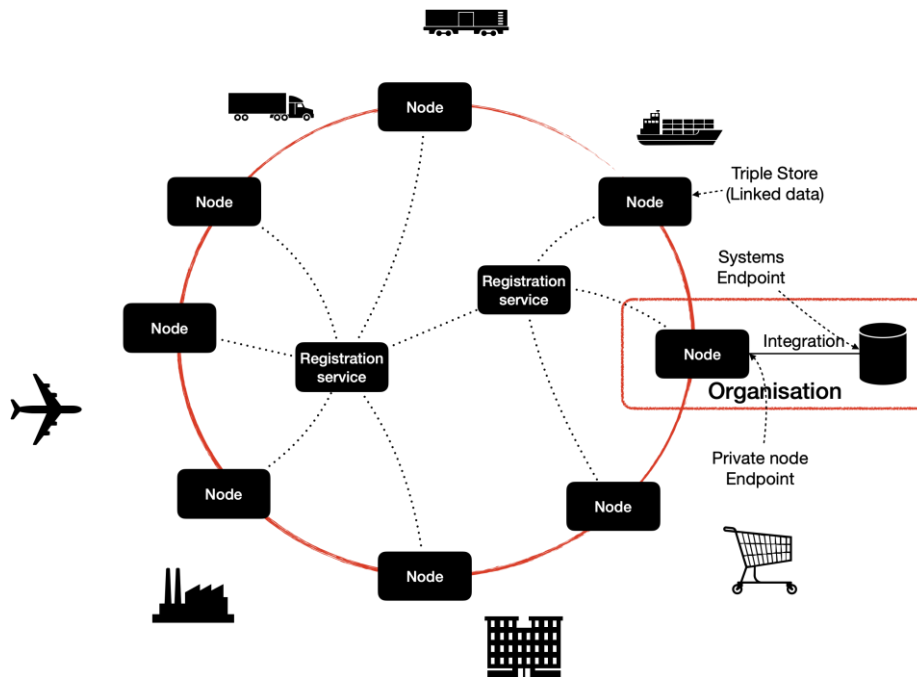 Node
Node
Node
Triple Store
(Linked data)
Systems
Endpoint
Registration
service
Node
Registration
service
Node
Integration
Organisation
Private node
Endpoint
Node
Node
Node